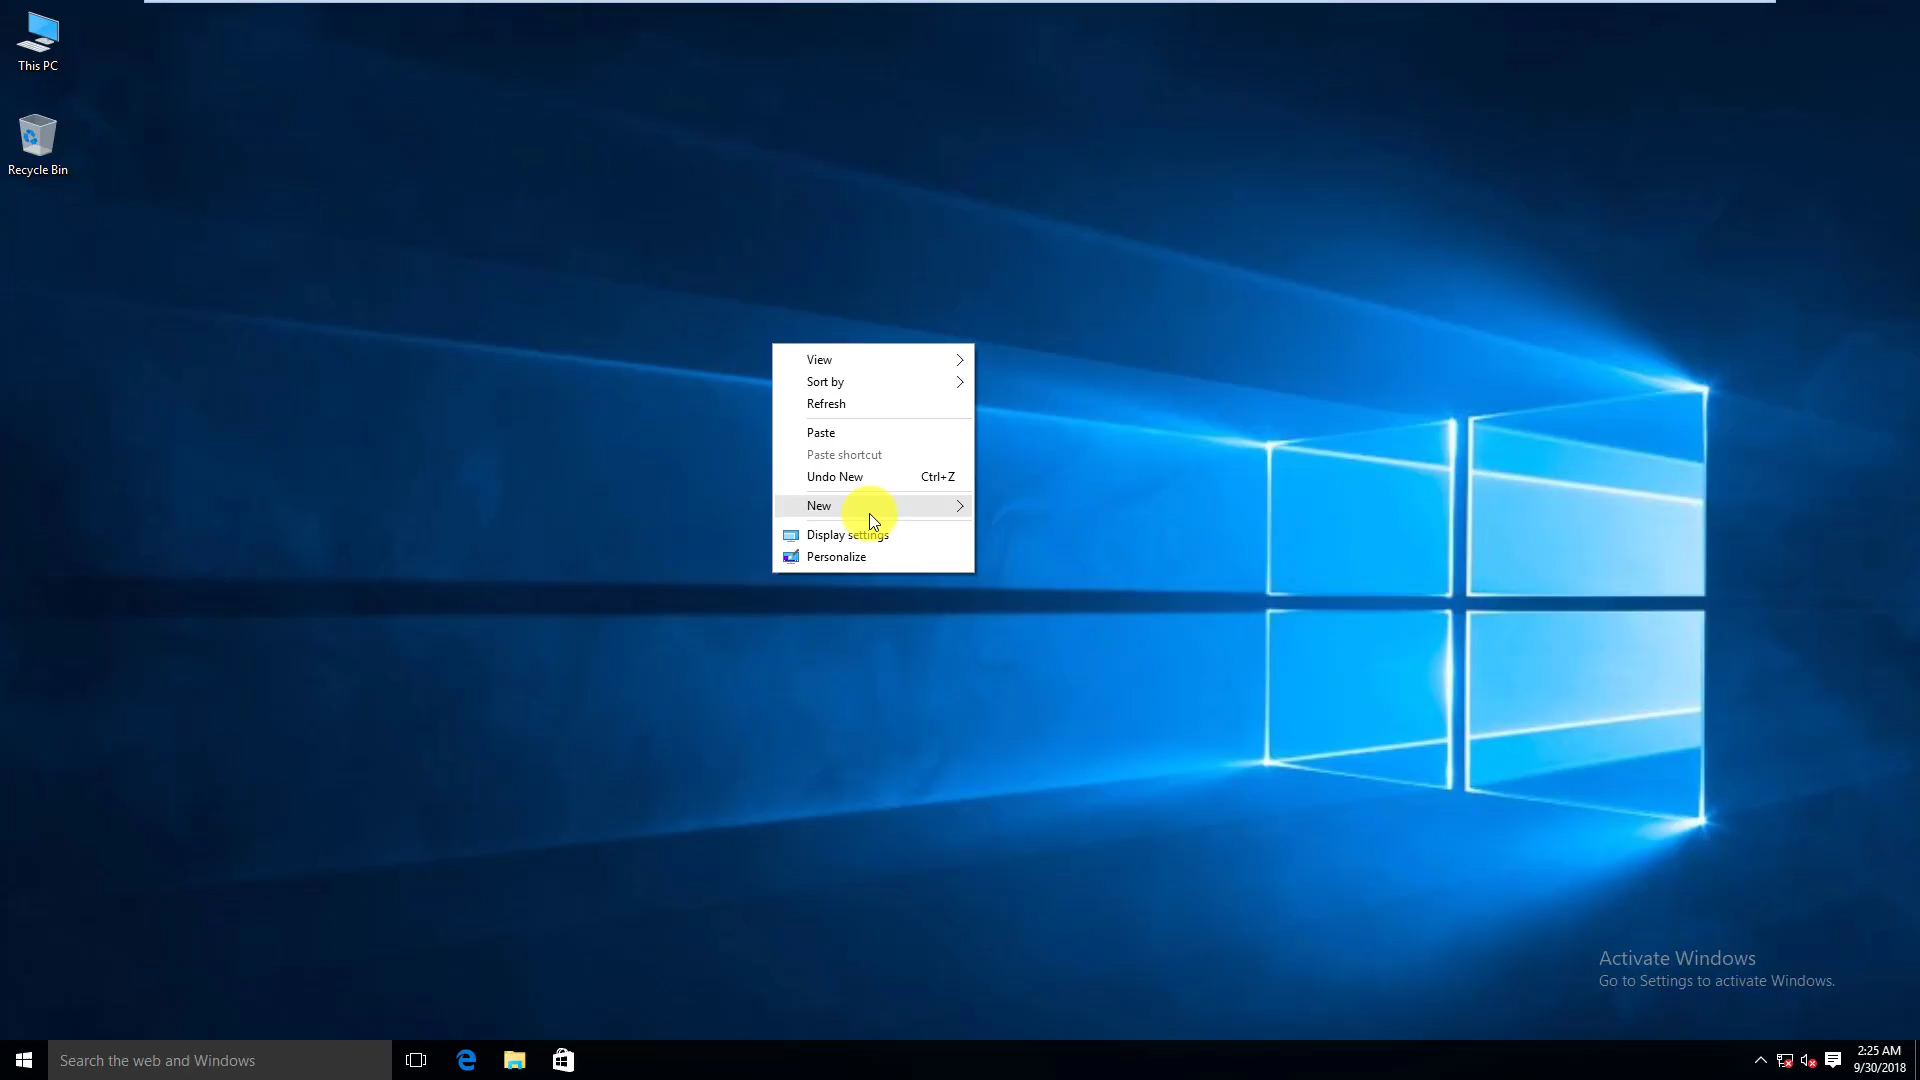 This PC
Recycle Bin
View
Sort by
Refresh
Paste
Paste shortcut
Undo New Ctrl+Z
New
Display settings
Personalize
Activate Windows
Go to Settings to activate Windows.
Search the web and Windows
2:25 AM
9/30/2018